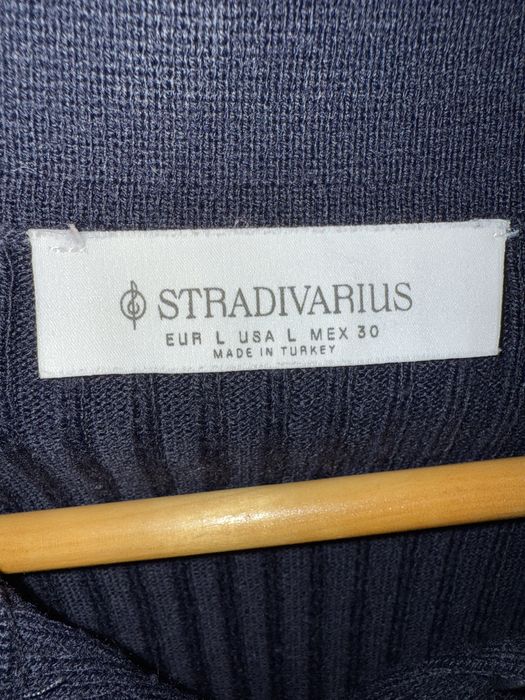 STRADIVARIUS
EUR L USA L MEX 30
MADE IN TURKEY